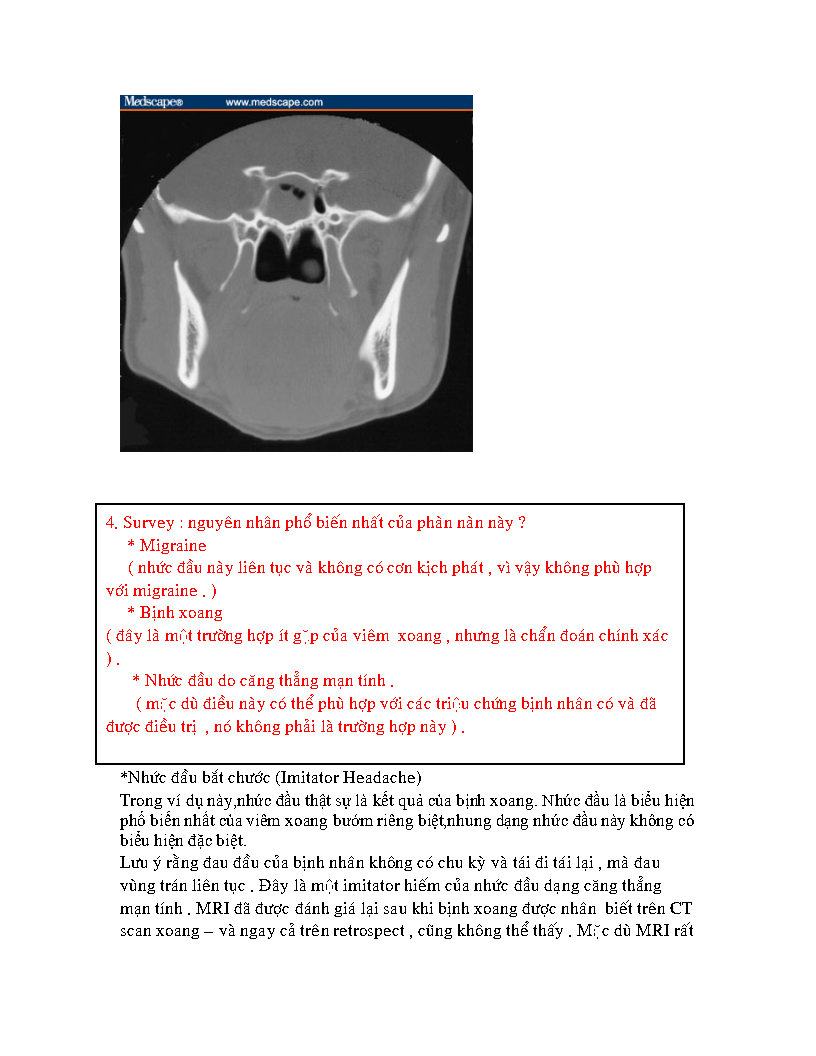 Medscape® www.medscape.com
4. Survey : nguyên nhân phổ biến nhất của phàn nàn này ?
* Migraine
( nhức đầu này liên tục và không có cơn kịch phát , vì vậy không phù hợp
với migraine . )
* Bịnh xoang
( đây là một trường hợp ít gặp của viêm xoang , nhưng là chẩn đoán chính xác
) .
* Nhức đầu do căng thẳng mạn tính .
( mặc dù điều này có thể phù hợp với các triệu chứng bịnh nhân có và đã
được điều trị , nó không phải là trường hợp này ) .
*Nhức đầu bắt chước (Imitator Headache)
Trong ví dụ này,nhức đầu thật sự là kết quả của bịnh xoang. Nhức đầu là biểu hiện
phổ biến nhất của viêm xoang bướm riêng biệt,nhung dạng nhức đầu này không có
biểu hiện đặc biệt.
Lưu ý rằng đau đầu của bịnh nhân không có chu kỳ và tái đi tái lại , mà đau
vùng trán liên tục . Đây là một imitator hiếm của nhức đầu dạng căng thẳng
mạn tính . MRI đã được đánh giá lại sau khi bịnh xoang được nhân biết trên CT
scan xoang – và ngay cả trên retrospect , cũng không thể thấy . Mặc dù MRI rất